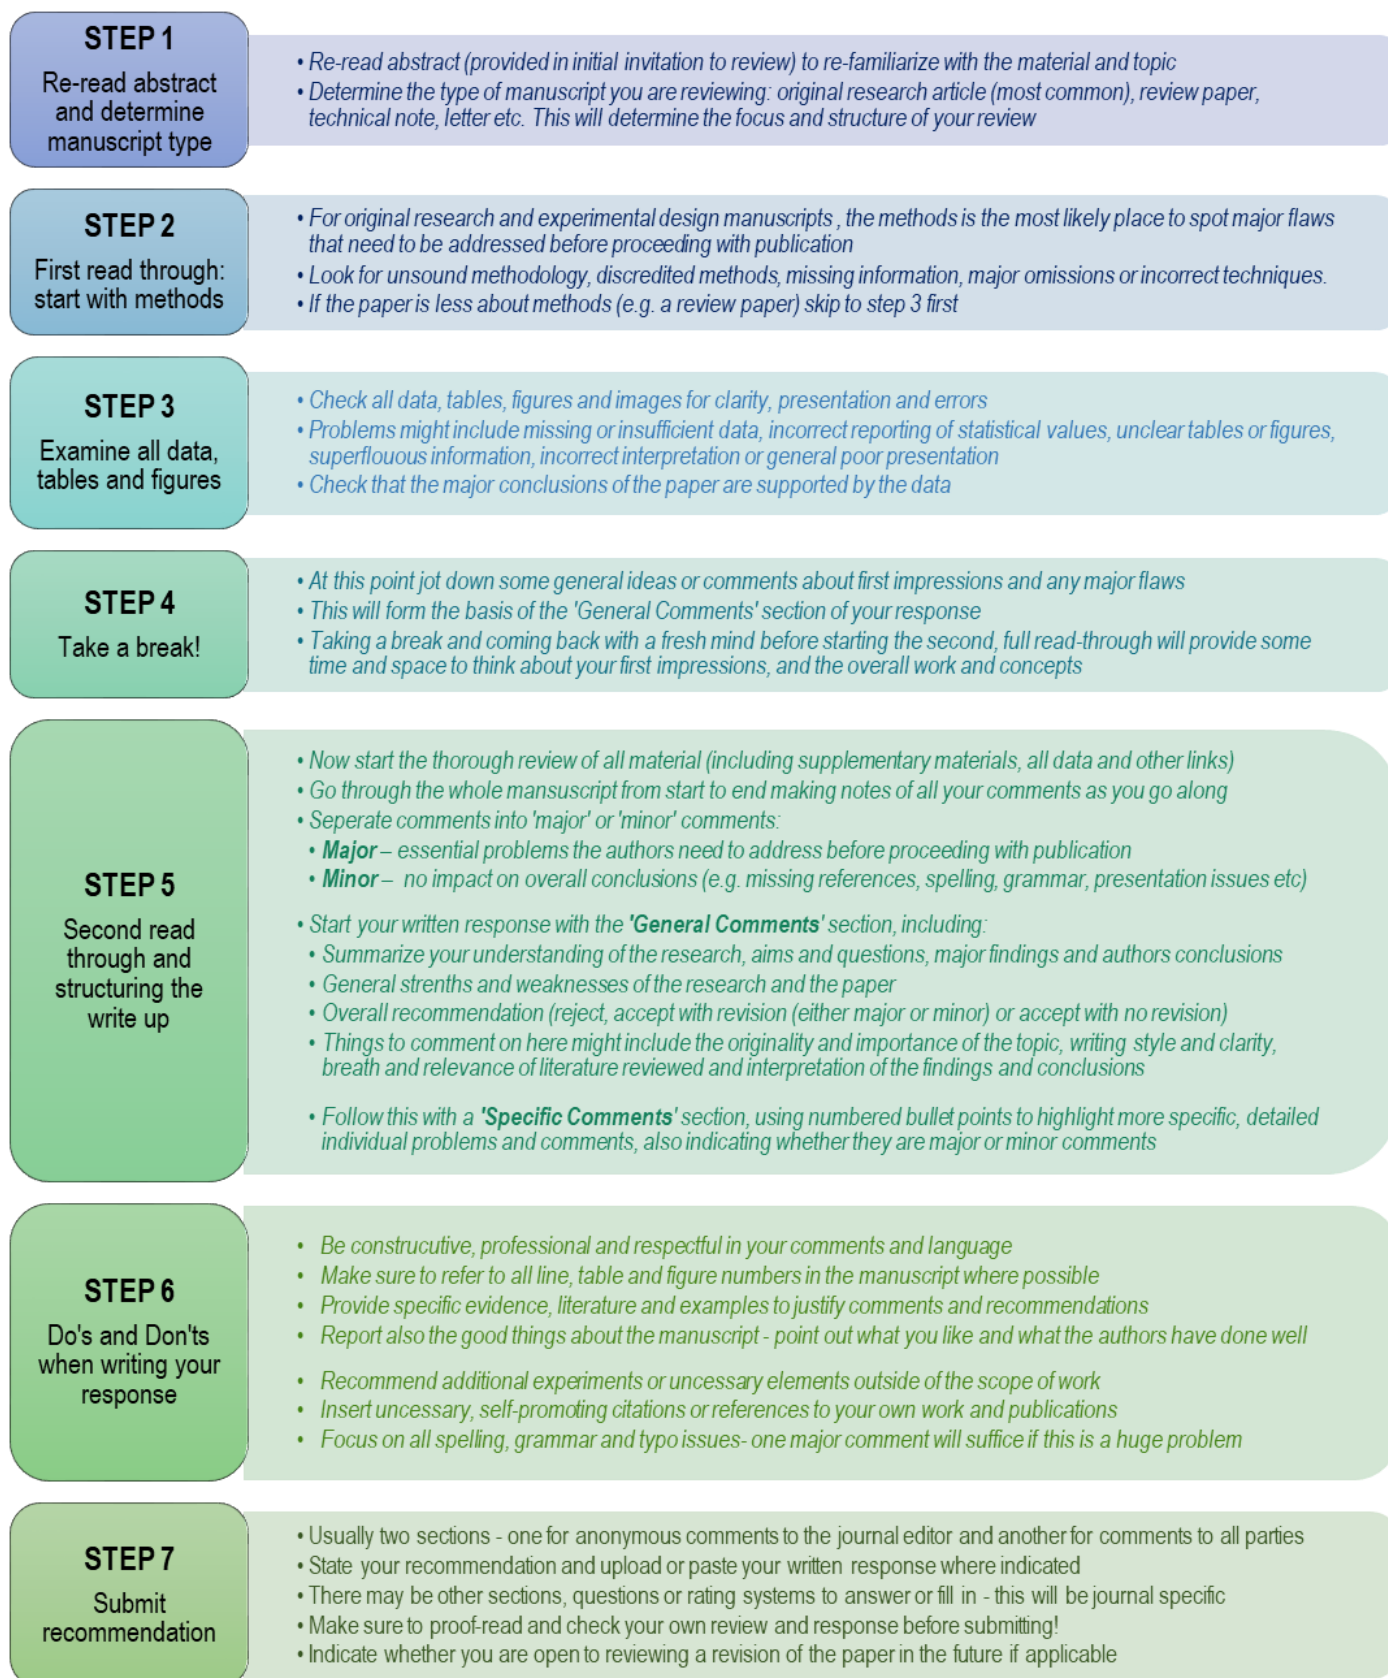 STEP 1
Re-read abstract
and determine
manuscript type
• Re-read abstract (provided in initial invitation to review) to re-familiarize with the material and topic
• Determine the type of manuscript you are reviewing: original research article (most common), review paper,
technical note, letter etc. This will determine the focus and structure of your review
STEP 2
First read through:
start with methods
• For original research and experimental design manuscripts , the methods is the most likely place to spot major flaws
that need to be addressed before proceeding with publication
• Look for unsound methodology, discredited methods, missing information, major omissions or incorrect techniques.
• If the paper is less about methods (e.g. a review paper) skip to step 3 first
STEP 3
Examine all data,
tables and figures
• Check all data, tables, figures and images for clarity, presentation and errors
• Problems might include missing or insufficient data, incorrect reporting of statistical values, unclear tables or figures,
superflouous information, incorrect interpretation or general poor presentation
• Check that the major conclusions of the paper are supported by the data
STEP 4
Take a break!
• At this point jot down some general ideas or comments about first impressions and any major flaws
• This will form the basis of the 'General Comments' section of your response
• Taking a break and coming back with a fresh mind before starting the second, full read-through will provide some
time and space to think about your first impressions, and the overall work and concepts
STEP 5
Second read
through and
structuring the
write up
• Now start the thorough review of all material (including supplementary materials, all data and other links)
• Go through the whole mansuscript from start to end making notes of all your comments as you go along
• Seperate comments into 'major' or 'minor' comments:
• Major – essential problems the authors need to address before proceeding with publication
• Minor – no impact on overall conclusions (e.g. missing references, spelling, grammar, presentation issues etc)
• Start your written response with the 'General Comments' section, including:
• Summarize your understanding of the research, aims and questions, major findings and authors conclusions
• General strenths and weaknesses of the research and the paper
• Overall recommendation (reject, accept with revision (either major or minor) or accept with no revision)
• Things to comment on here might include the originality and importance of the topic, writing style and clarity,
breath and relevance of literature reviewed and interpretation of the findings and conclusions
• Follow this with a 'Specific Comments' section, using numbered bullet points to highlight more specific, detailed
individual problems and comments, also indicating whether they are major or minor comments
STEP 6
Do's and Don'ts
when writing your
response
• Be construcutive, professional and respectful in your comments and language
• Make sure to refer to all line, table and figure numbers in the manuscript where possible
• Provide specific evidence, literature and examples to justify comments and recommendations
• Report also the good things about the manuscript - point out what you like and what the authors have done well
• Recommend additional experiments or uncessary elements outside of the scope of work
• Insert uncessary, self-promoting citations or references to your own work and publications
• Focus on all spelling, grammar and typo issues- one major comment will suffice if this is a huge problem
STEP 7
Submit
recommendation
• Usually two sections - one for anonymous comments to the journal editor and another for comments to all parties
• State your recommendation and upload or paste your written response where indicated
• There may be other sections, questions or rating systems to answer or fill in - this will be journal specific
• Make sure to proof-read and check your own review and response before submitting!
• Indicate whether you are open to reviewing a revision of the paper in the future if applicable